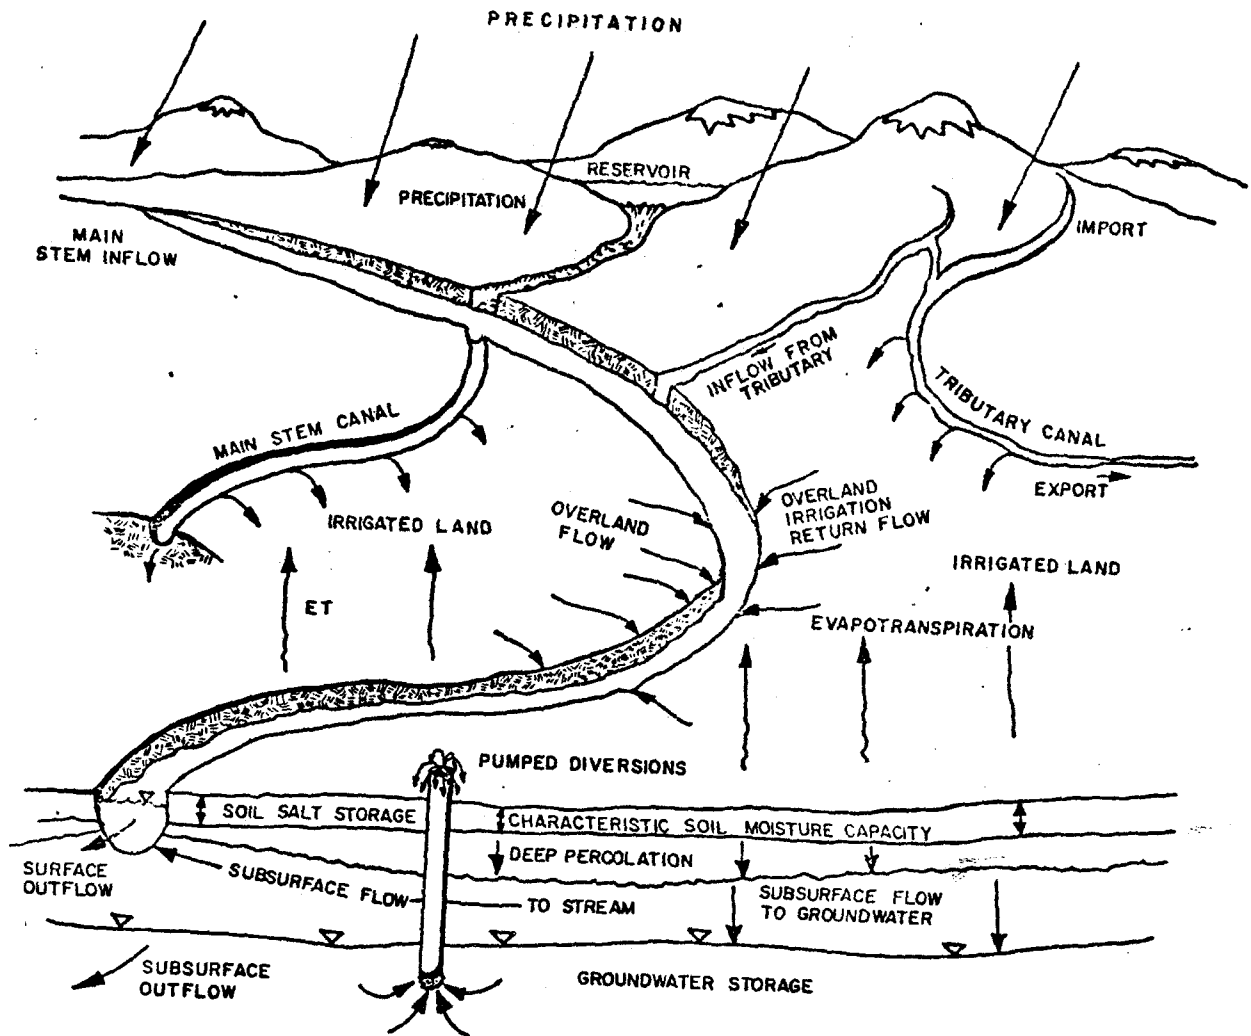 PRECIPITATION
RESERVOIR
PRECIPITATION
IMPORT
MAIN
STEM INFLOW
INFLOW FROM
TRIBUTARY
TRIBUTARY CANAL
MAIN STEM CANAL
EXPORT
OVERLAND
IRRIGATION
RETURN FLOW
OVERLAND
FLOW
IRRIGATED LAND
IRRIGATED LAND
ET
EVAPOTRANSPIRATION
PUMPED DIVERSIONS
SOIL SALT STORAGE
CHARACTERISTIC SOIL MOISTURE CAPACITY
DEEP PERCOLATION
SURFACE
OUTFLOW
SUBSURFACE FLOW
TO STREAM
SUBSURFACE FLOW
TO GROUNDWATER
SUBSURFACE
OUTFLOW
GROUNDWATER STORAGE